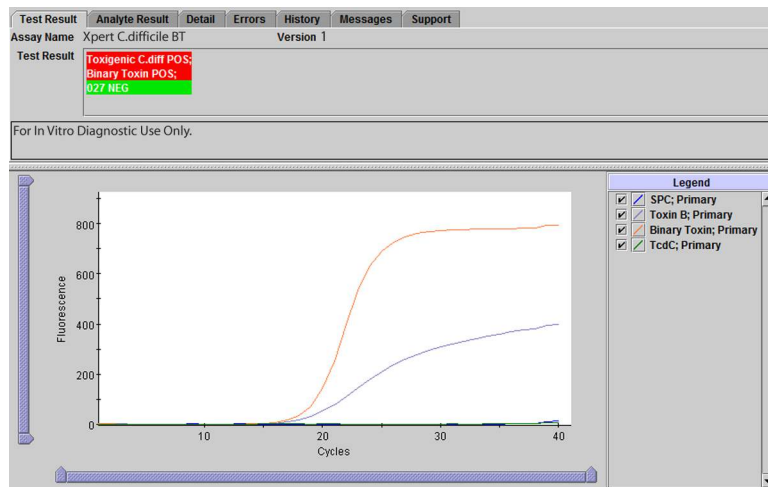 Test Result Analyte Result Detail Errors History Messages Support
Assay Name Xpert C.difficile BT Version 1
Test Result Toxigenic C.diff POS;
Binary Toxin POS;
027 NEG
For In Vitro Diagnostic Use Only.
Legend
SPC; Primary
Toxin B; Primary
Binary Toxin; Primary
TcdC; Primary
Fluorescence
800
600
400
200
0
10 20 30 40
Cycles